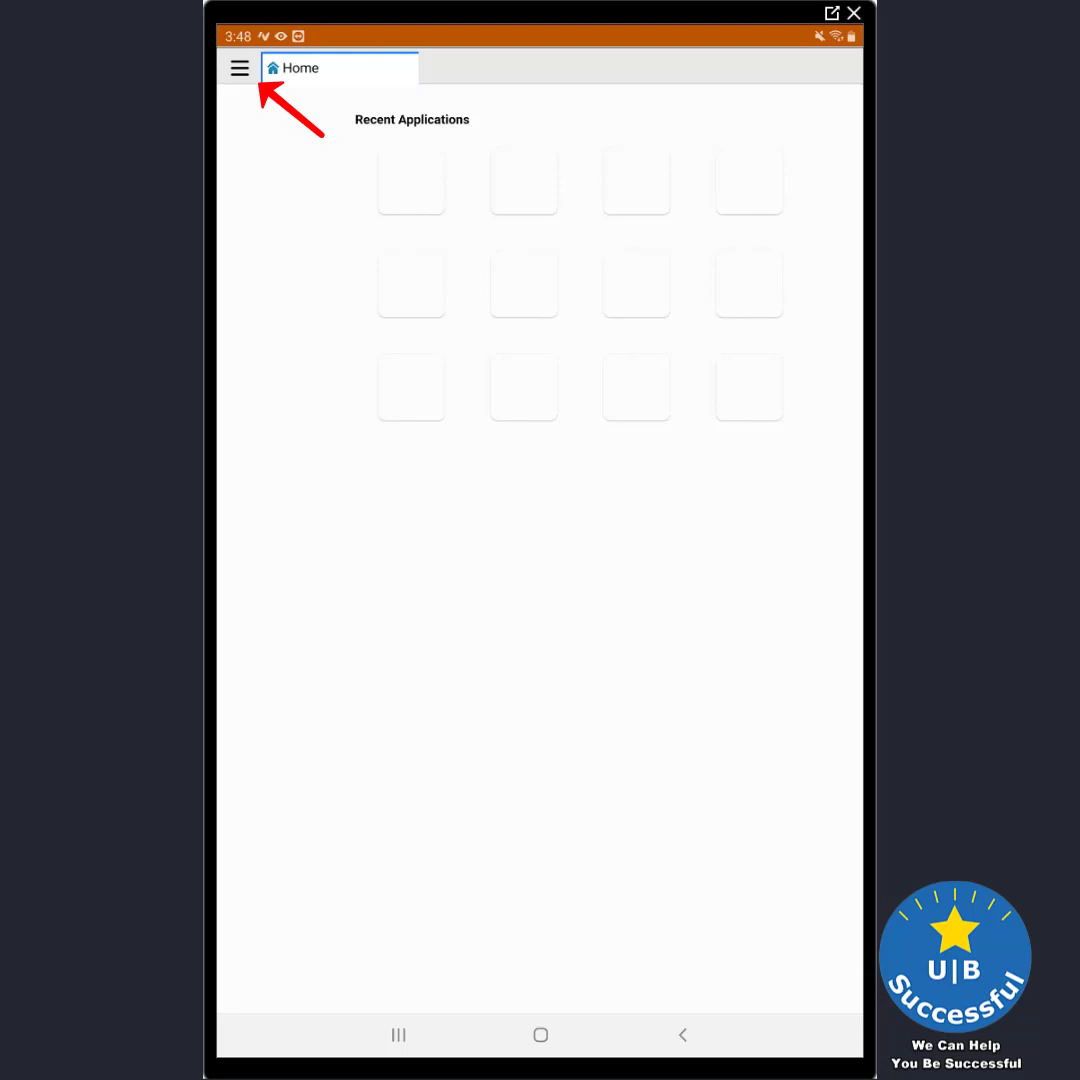 3:48
Home
Recent Applications
U|B
Successful
We Can Help
You Be Successful